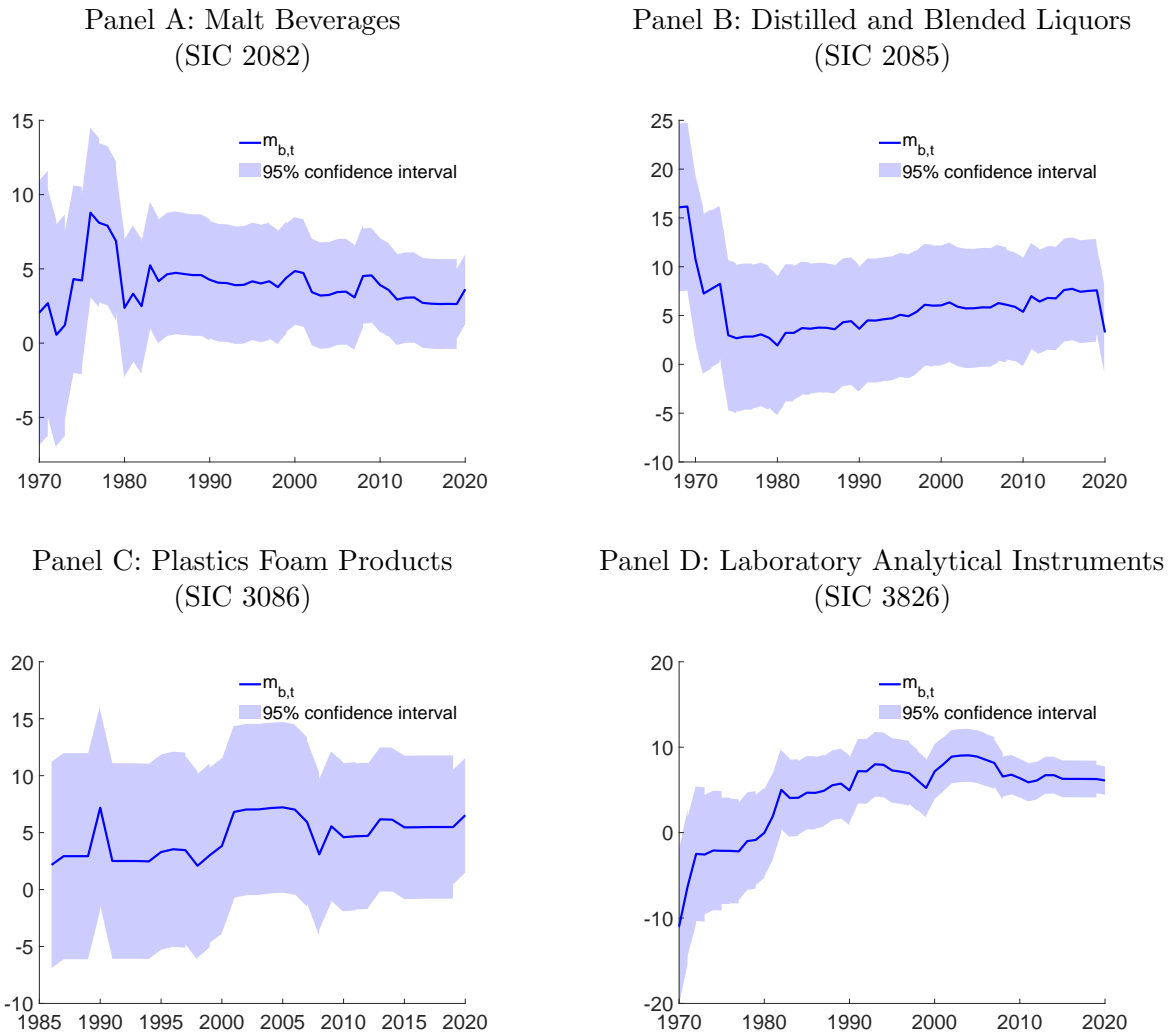 Panel A: Malt Beverages
(SIC 2082)
15
10
5
0
-5
1970 1980 1990 2000 2010 2020
m_b,t
95% confidence interval
Panel B: Distilled and Blended Liquors
(SIC 2085)
25
20
15
10
5
0
-5
-10
1970 1980 1990 2000 2010 2020
m_b,t
95% confidence interval
Panel C: Plastics Foam Products
(SIC 3086)
20
15
10
5
0
-5
-10
1985 1990 1995 2000 2005 2010 2015 2020
m_b,t
95% confidence interval
Panel D: Laboratory Analytical Instruments
(SIC 3826)
20
10
0
-10
-20
1970 1980 1990 2000 2010 2020
m_b,t
95% confidence interval